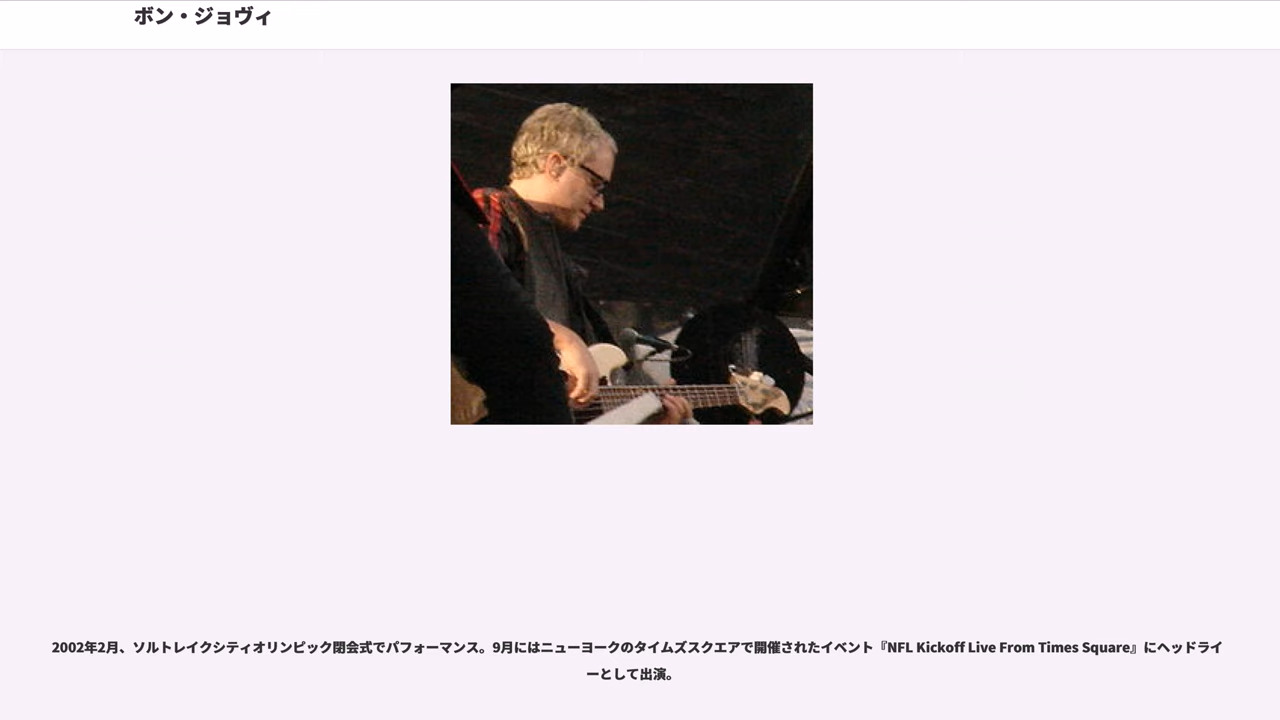 ボン・ジョヴィ
2002年2月、ソルトレイクシティオリンピック閉会式でパフォーマンス。9月にはニューヨークのタイムズスクエアで開催されたイベント『NFL Kickoff Live From Times Square』にヘッドライ
ーとして出演。